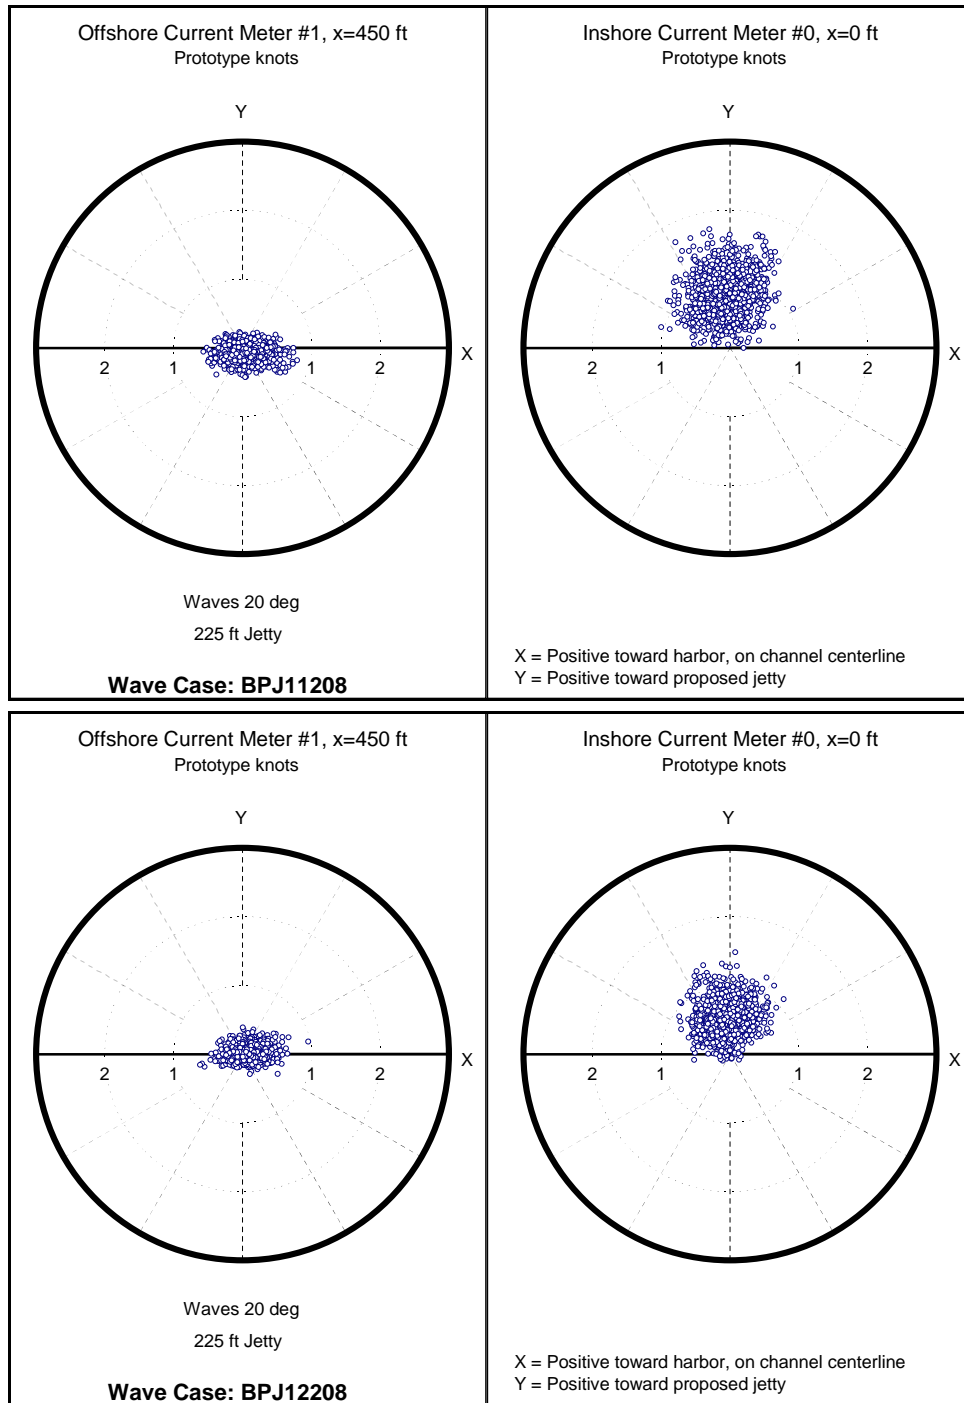 Offshore Current Meter #1, x=450 ft
Prototype knots
Y
X
2 1 1 2
Waves 20 deg
225 ft Jetty
Wave Case: BPJ11208
Inshore Current Meter #0, x=0 ft
Prototype knots
Y
X
2 1 1 2
X = Positive toward harbor, on channel centerline
Y = Positive toward proposed jetty
Offshore Current Meter #1, x=450 ft
Prototype knots
Y
X
2 1 1 2
Waves 20 deg
225 ft Jetty
Wave Case: BPJ12208
Inshore Current Meter #0, x=0 ft
Prototype knots
Y
X
2 1 1 2
X = Positive toward harbor, on channel centerline
Y = Positive toward proposed jetty